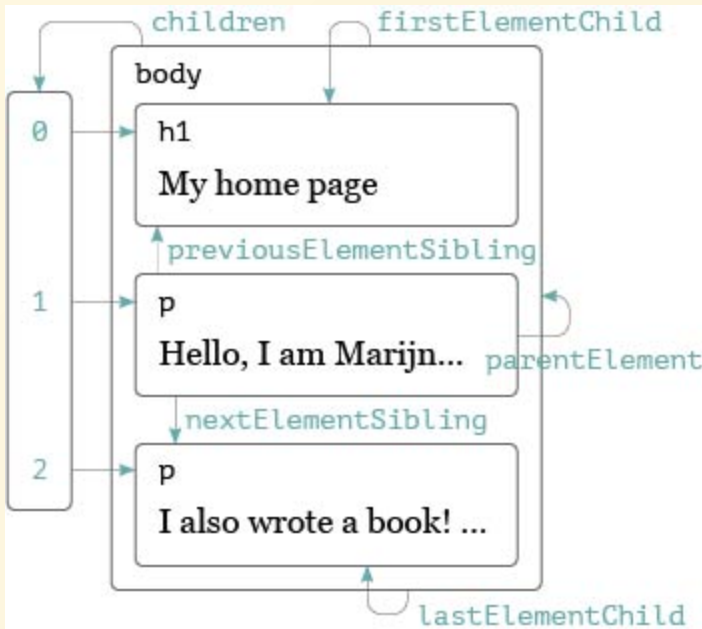 children firstElementChild
body
0 h1
My home page
previousElementSibling
1 p
Hello, I am Marijn...
parentElement
nextElementSibling
2 p
I also wrote a book! ...
lastElementChild